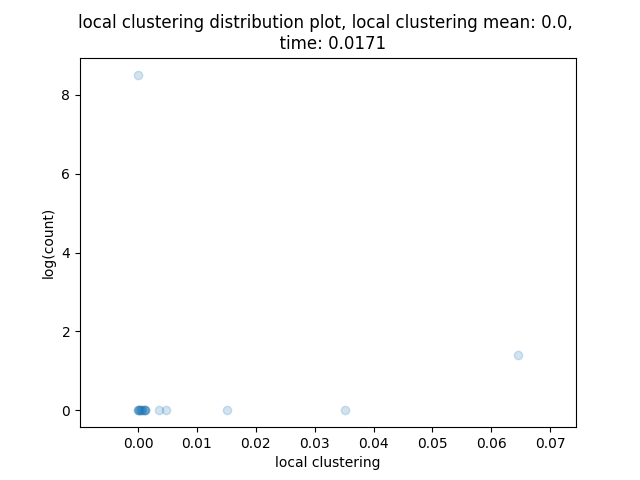 local clustering distribution plot, local clustering mean: 0.0,
time: 0.0171
8
6
4
2
0
log(count)
0.00 0.01 0.02 0.03 0.04 0.05 0.06 0.07
local clustering